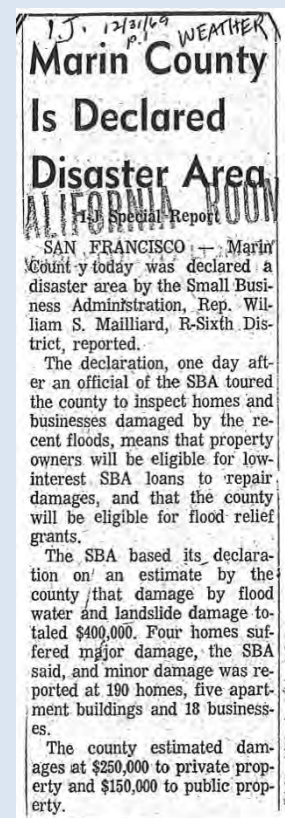 I.J. 12/31/69 WEATHER
p.1
Marin County
Is Declared
Disaster Area
CALIFORNIA ROOM
I-J Special Report
SAN FRANCISCO — Marin
County today was declared a
disaster area by the Small Busi-
ness Administration, Rep. Wil-
liam S. Mailliard, R-Sixth Dis-
trict, reported.
The declaration, one day aft-
er an official of the SBA toured
the county to inspect homes and
businesses damaged by the re-
cent floods, means that property
owners will be eligible for low-
interest SBA loans to repair
damages, and that the county
will be eligible for flood relief
grants.
The SBA based its declara-
tion on an estimate by the
county that damage by flood
water and landslide damage to-
taled $400,000. Four homes suf-
fered major damage, the SBA
said, and minor damage was re-
ported at 190 homes, five apart-
ment buildings and 18 business-
es.
The county estimated dam-
ages at $250,000 to private prop-
erty and $150,000 to public prop-
erty.